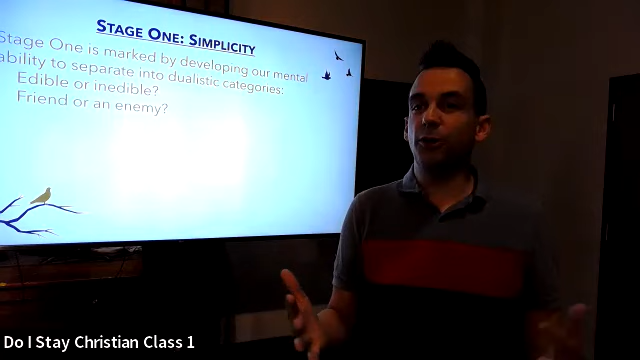 STAGE ONE: SIMPLICITY
Stage One is marked by developing our mental
ability to separate into dualistic categories:
Edible or inedible?
Friend or an enemy?
Do I Stay Christian Class 1